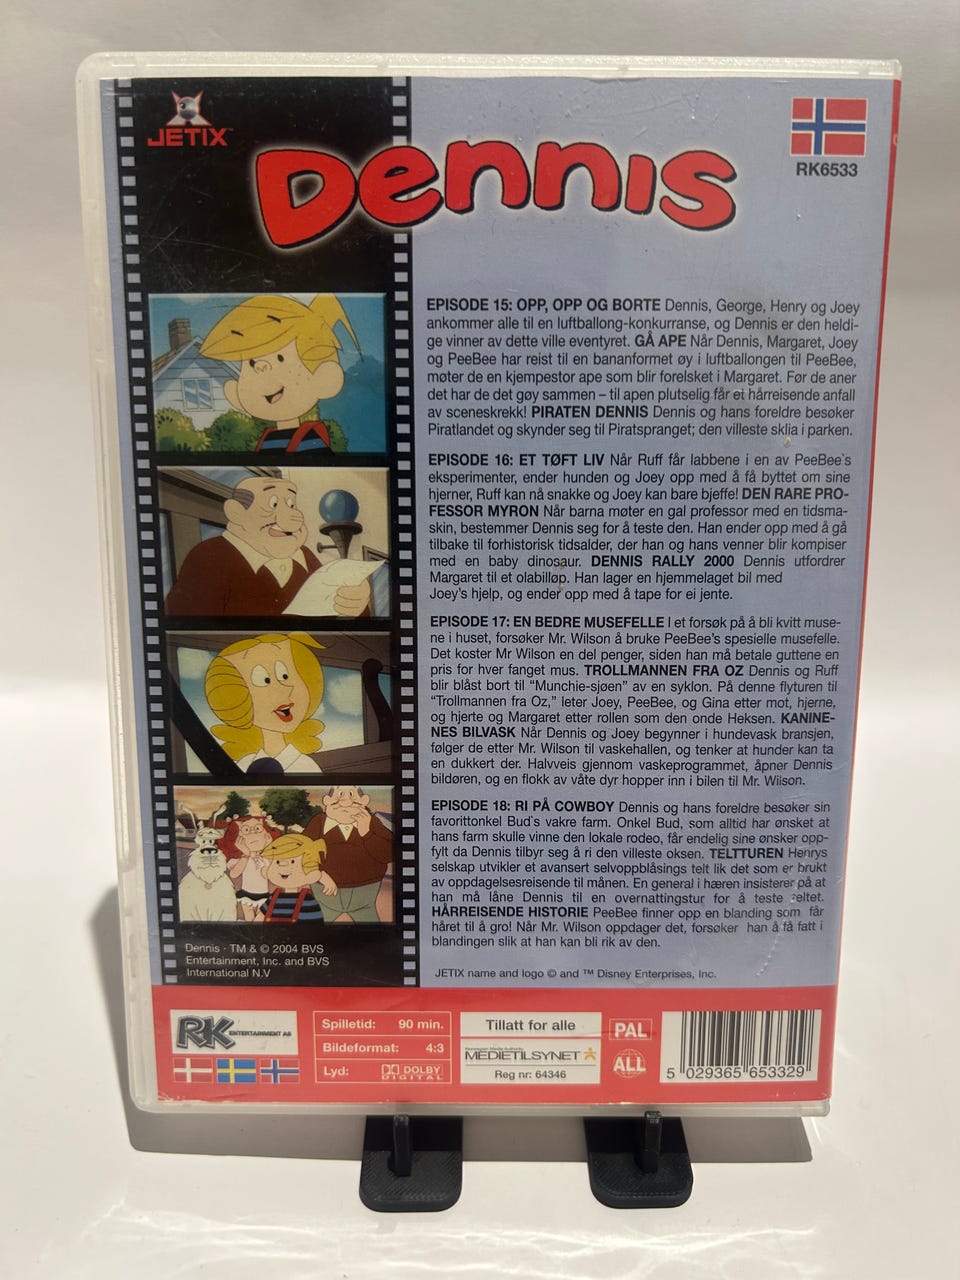 JETIX™
Dennis
RK6533
EPISODE 15: OPP, OPP OG BORTE Dennis, George, Henry og Joey
ankommer alle til en luftballong-konkurranse, og Dennis er den heldi-
ge vinner av dette ville eventyret. GÅ APE Når Dennis, Margaret, Joey
og PeeBee har reist til en bananformet øy i luftballongen til PeeBee,
møter de en kjempestor ape som blir forelsket i Margaret. Før de aner
det har de det gøy sammen – til apen plutselig får ei hårreisende anfall
av sceneskrekk! PIRATEN DENNIS Dennis og hans foreldre besøker
Piratlandet og skynder seg til Piratspranget; den villeste sklia i parken.
EPISODE 16: ET TØFT LIV Når Ruff får labbene i en av PeeBee`s
eksperimenter, ender hunden og Joey opp med å få byttet om sine
hjerner, Ruff kan nå snakke og Joey kan bare bjeffe! DEN RARE PRO-
FESSOR MYRON Når barna møter en gal professor med en tidsma-
skin, bestemmer Dennis seg for å teste den. Han ender opp med å gå
tilbake til forhistorisk tidsalder, der han og hans venner blir kompiser
med en baby dinosaur. DENNIS RALLY 2000 Dennis utfordrer
Margaret til et olabilløp. Han lager en hjemmelaget bil med
Joey's hjelp, og ender opp med å tape for ei jente.
EPISODE 17: EN BEDRE MUSEFELLE I et forsøk på å bli kvitt muse-
ne i huset, forsøker Mr. Wilson å bruke PeeBee's spesielle musefelle.
Det koster Mr Wilson en del penger, siden han må betale guttene en
pris for hver fanget mus. TROLLMANNEN FRA OZ Dennis og Ruff
blir blåst bort til "Munchie-sjøen" av en syklon. På denne flyturen til
"Trollmannen fra Oz," leter Joey, PeeBee, og Gina etter mot, hjerne,
og hjerte og Margaret etter rollen som den onde Heksen. KANINE-
NES BILVASK Når Dennis og Joey begynner i hundevask bransjen,
følger de etter Mr. Wilson til vaskehallen, og tenker at hunder kan ta
en dukkert der. Halvveis gjennom vaskeprogrammet, åpner Dennis
bildøren, og en flokk av våte dyr hopper inn i bilen til Mr. Wilson.
EPISODE 18: RI PÅ COWBOY Dennis og hans foreldre besøker sin
favorittonkel Bud`s vakre farm. Onkel Bud, som alltid har ønsket at
hans farm skulle vinne den lokale rodeo, får endelig sine ønsker opp-
fylt da Dennis tilbyr seg å ri den villeste oksen. TELTTUREN Henrys
selskap utvikler et avansert selvoppblåsings telt lik det som er brukt
av oppdagelsesreisende til månen. En general i hæren insisterer på at
han må låne Dennis til en overnattingstur for å teste teltet.
HÅRREISENDE HISTORIE PeeBee finner opp en blanding som får
håret til å gro! Når Mr. Wilson oppdager det, forsøker han å få fatt i
blandingen slik at han kan bli rik av den.
Dennis - TM & © 2004 BVS
Entertainment, Inc. and BVS
International N.V
JETIX name and logo © and ™ Disney Enterprises, Inc.
RK ENTERTAINMENT AS
Spilletid: 90 min.
Bildeformat: 4:3
Lyd: DOLBY DIGITAL
Tillatt for alle
Norwegian Media Authority
MEDIETILSYNET
Reg nr: 64346
PAL
ALL
5 029365 653329